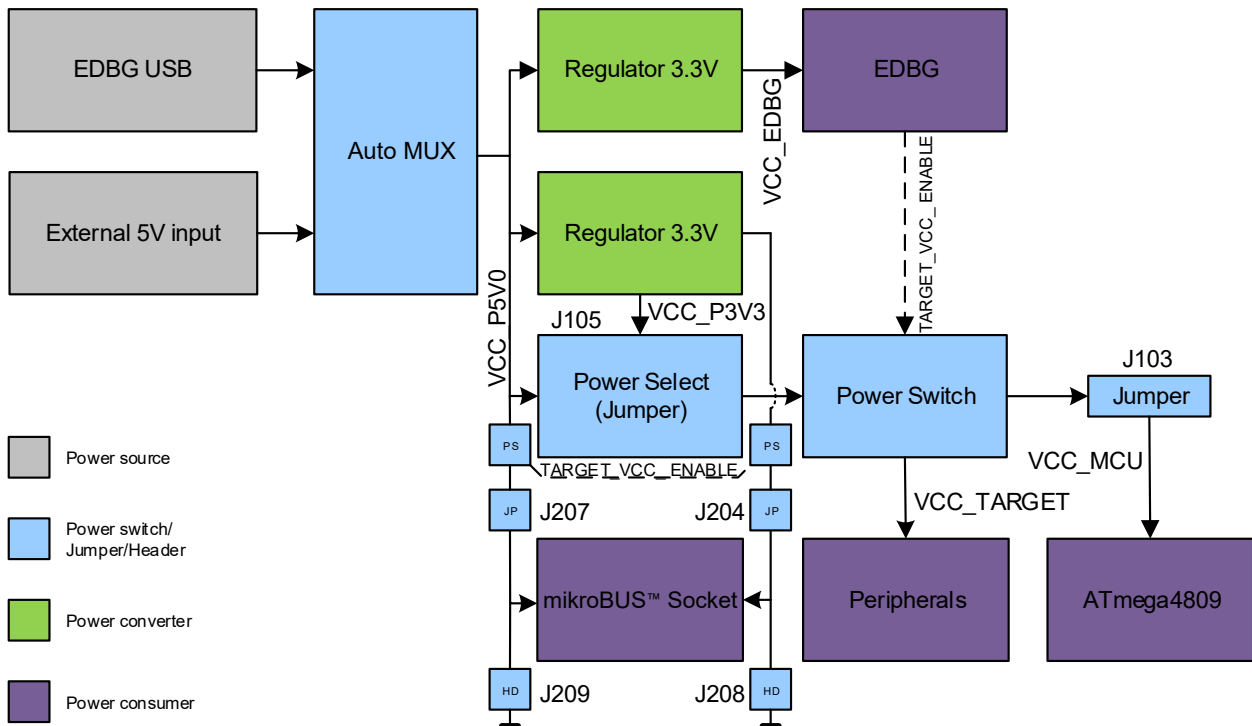 EDBG USB
Auto MUX
Regulator 3.3V
VCC_EDBG
EDBG
External 5V input
Regulator 3.3V
TARGET_VCC_ ENABLE
VCC_P5V0
J105
VCC_P3V3
Power Select
(Jumper)
Power Switch
J103
Jumper
PS
TARGET_VCC_ENABLE
PS
VCC_MCU
VCC_TARGET
JP
J207
J204
JP
mikroBUS™ Socket
Peripherals
ATmega4809
HD
J209
J208
HD
Power source
Power switch/
Jumper/Header
Power converter
Power consumer